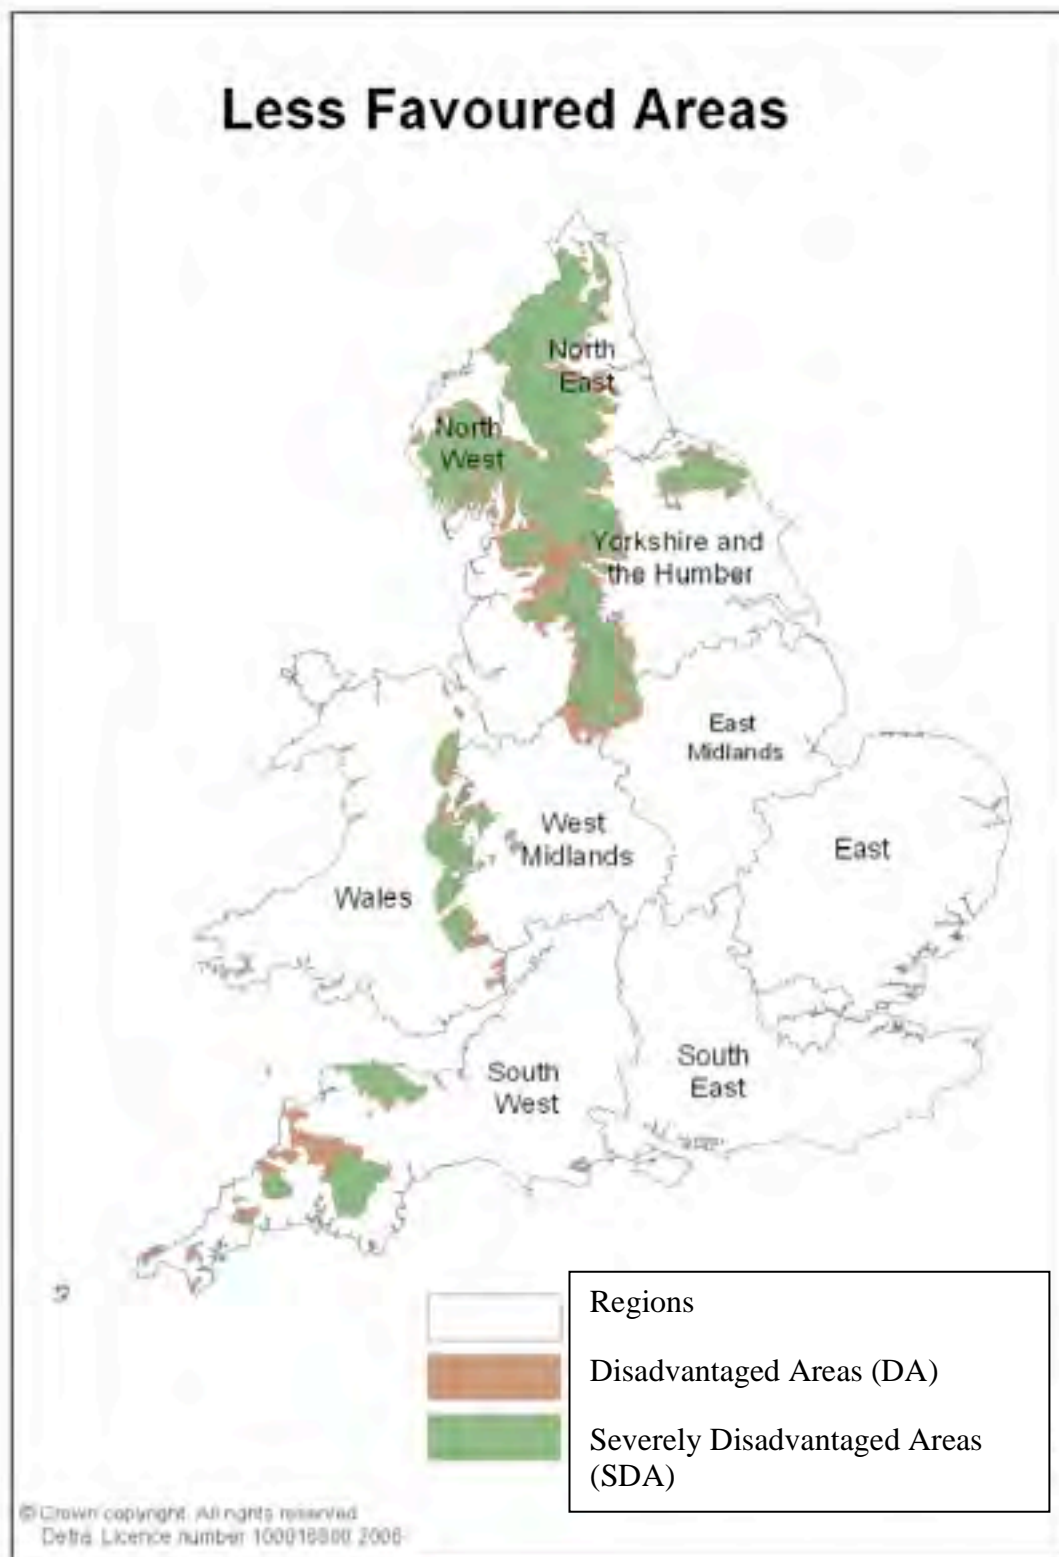 Less Favoured Areas
North
East
North
West
Yorkshire and
the Humber
East
Midlands
West
Midlands
East
Wales
South
West
South
East
Regions
Disadvantaged Areas (DA)
Severely Disadvantaged Areas
(SDA)
© Crown copyright. All rights reserved
Defra Licence number 100018880 2006